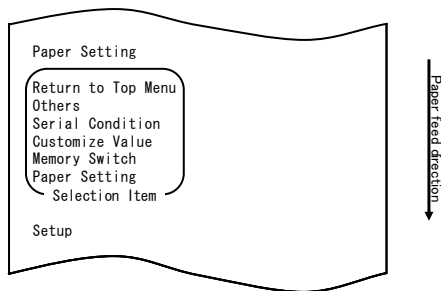 Paper Setting
Return to Top Menu
Others
Serial Condition
Customize Value
Memory Switch
Paper Setting
Selection Item
Setup
Paper feed direction